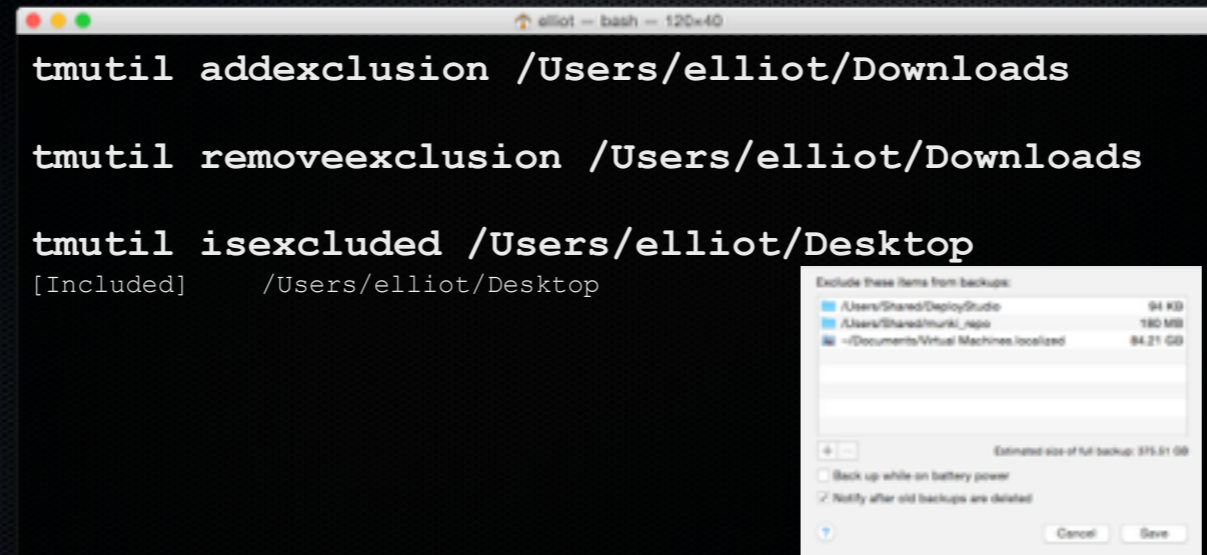 elliot — bash — 120×40
tmutil addexclusion /Users/elliot/Downloads
tmutil removeexclusion /Users/elliot/Downloads
tmutil isexcluded /Users/elliot/Desktop
[Included] /Users/elliot/Desktop
Exclude these items from backups:
/Users/Shared/DeployStudio 94 KB
/Users/Shared/munki_repo 180 MB
~/Documents/Virtual Machines.localized 84.21 GB
+ −
Estimated size of full backup: 375.51 GB
Back up while on battery power
Notify after old backups are deleted
? Cancel Save